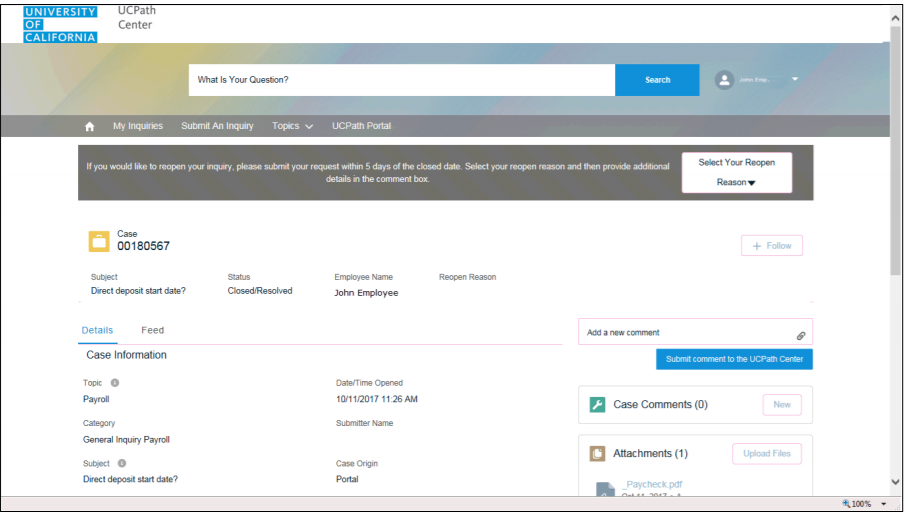 UNIVERSITY
OF
CALIFORNIA
UCPath
Center
What Is Your Question?
Search
John Emp..
My Inquiries
Submit An Inquiry
Topics
UCPath Portal
If you would like to reopen your inquiry, please submit your request within 5 days of the closed date. Select your reopen reason and then provide additional
details in the comment box.
Select Your Reopen
Reason
Case
00180567
+ Follow
Subject
Status
Employee Name
Reopen Reason
Direct deposit start date?
Closed/Resolved
John Employee
Details
Feed
Add a new comment
Submit comment to the UCPath Center
Case Information
Topic
Date/Time Opened
Payroll
10/11/2017 11:26 AM
Case Comments (0)
New
Category
Submitter Name
General Inquiry Payroll
Attachments (1)
Upload Files
Subject
Case Origin
Direct deposit start date?
Portal
_Paycheck.pdf
Oct 11, 2017
100%